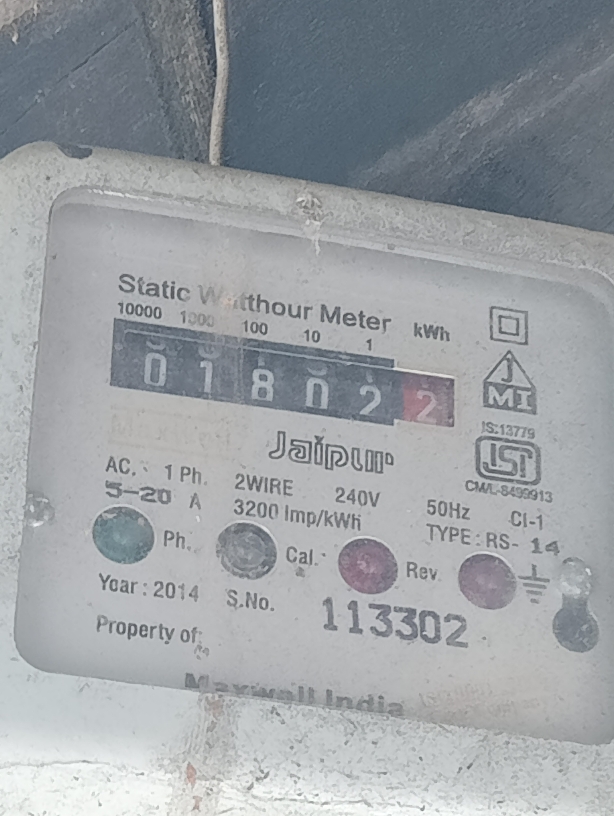 Static Watthour Meter
10000 1000 100 10 1 kWh
0 1 8 0 2 2
J
MI
IS:13779
ISI
CM/L-8499913
Jaipur
AC. 1 Ph. 2WIRE 240V 50Hz Cl-1
5-20 A 3200 Imp/kWh TYPE : RS- 14
Ph. Cal. Rev.
Year : 2014 S.No. 113302
Property of:
Maxwell India